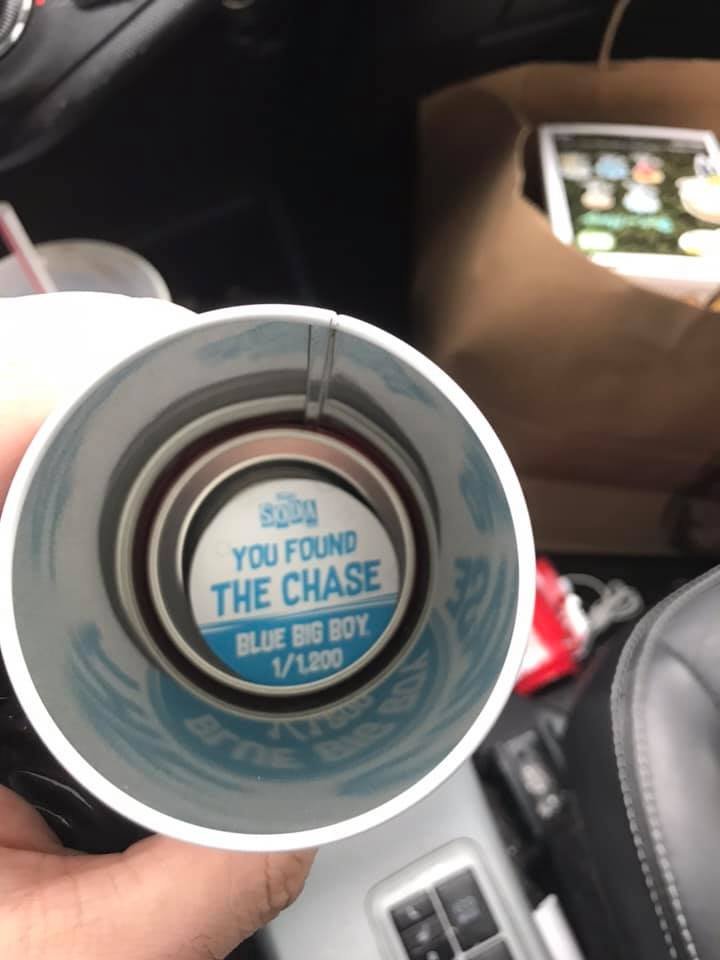 SODA
YOU FOUND
THE CHASE
BLUE BIG BOY
1/1,200